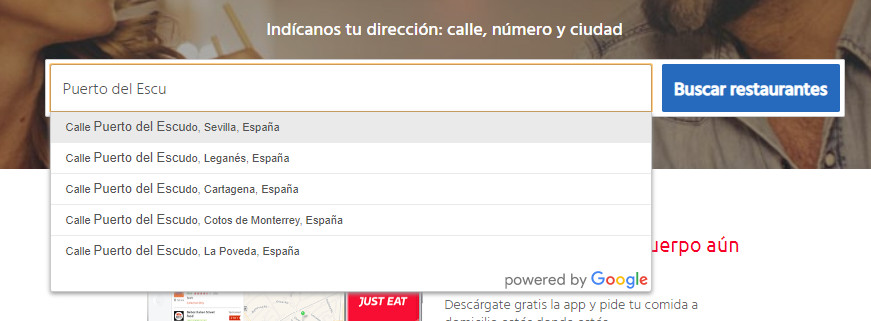 Indícanos tu dirección: calle, número y ciudad
Puerto del Escu
Buscar restaurantes
Calle Puerto del Escudo, Sevilla, España
Calle Puerto del Escudo, Leganés, España
Calle Puerto del Escudo, Cartagena, España
Calle Puerto del Escudo, Cotos de Monterrey, España
Calle Puerto del Escudo, La Poveda, España
uerpo aún
powered by Google
JUST EAT
Descárgate gratis la app y pide tu comida a